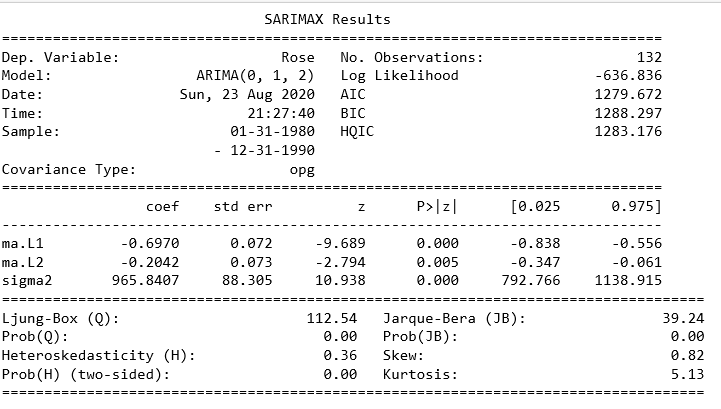 SARIMAX Results
==============================================================================
Dep. Variable: Rose No. Observations: 132
Model: ARIMA(0, 1, 2) Log Likelihood -636.836
Date: Sun, 23 Aug 2020 AIC 1279.672
Time: 21:27:40 BIC 1288.297
Sample: 01-31-1980 HQIC 1283.176
- 12-31-1990
Covariance Type: opg
==============================================================================
coef std err z P>|z| [0.025 0.975]
------------------------------------------------------------------------------
ma.L1 -0.6970 0.072 -9.689 0.000 -0.838 -0.556
ma.L2 -0.2042 0.073 -2.794 0.005 -0.347 -0.061
sigma2 965.8407 88.305 10.938 0.000 792.766 1138.915
===================================================================================
Ljung-Box (Q): 112.54 Jarque-Bera (JB): 39.24
Prob(Q): 0.00 Prob(JB): 0.00
Heteroskedasticity (H): 0.36 Skew: 0.82
Prob(H) (two-sided): 0.00 Kurtosis: 5.13
===================================================================================